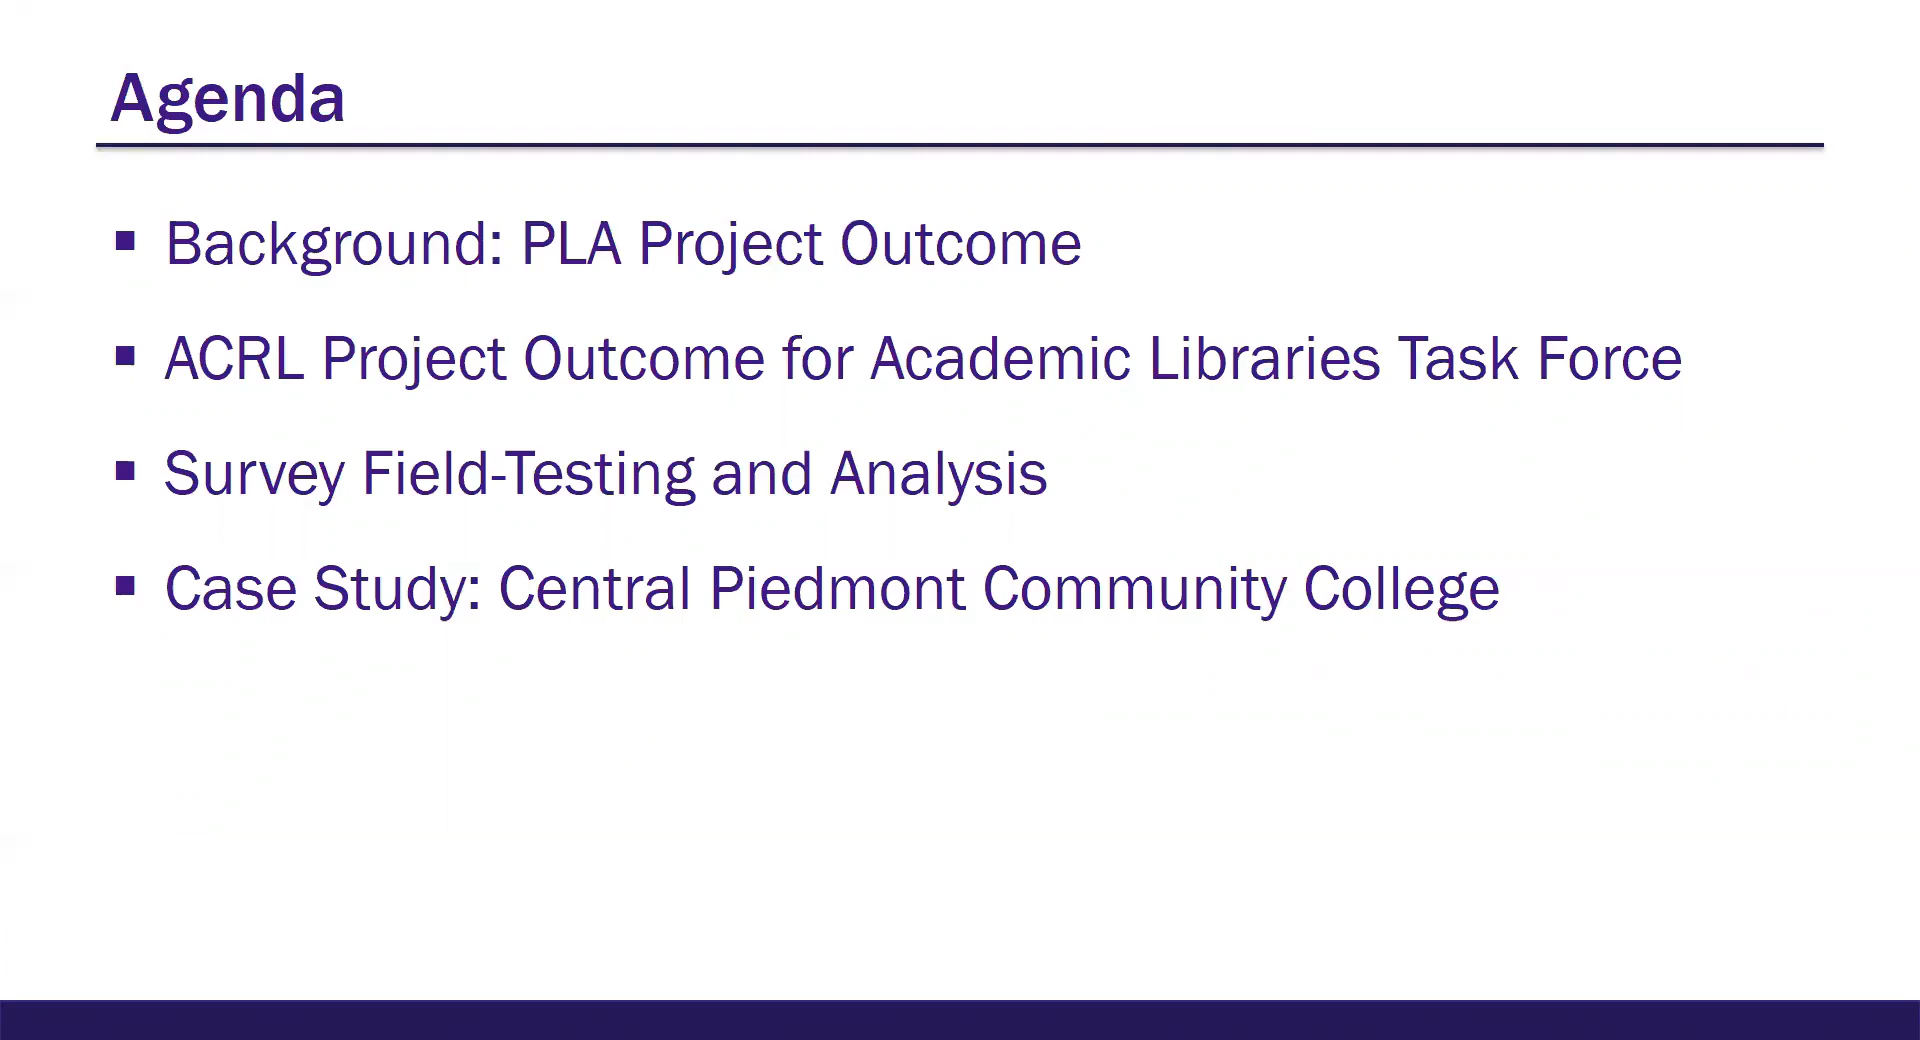 Agenda
▪ Background: PLA Project Outcome
▪ ACRL Project Outcome for Academic Libraries Task Force
▪ Survey Field-Testing and Analysis
▪ Case Study: Central Piedmont Community College